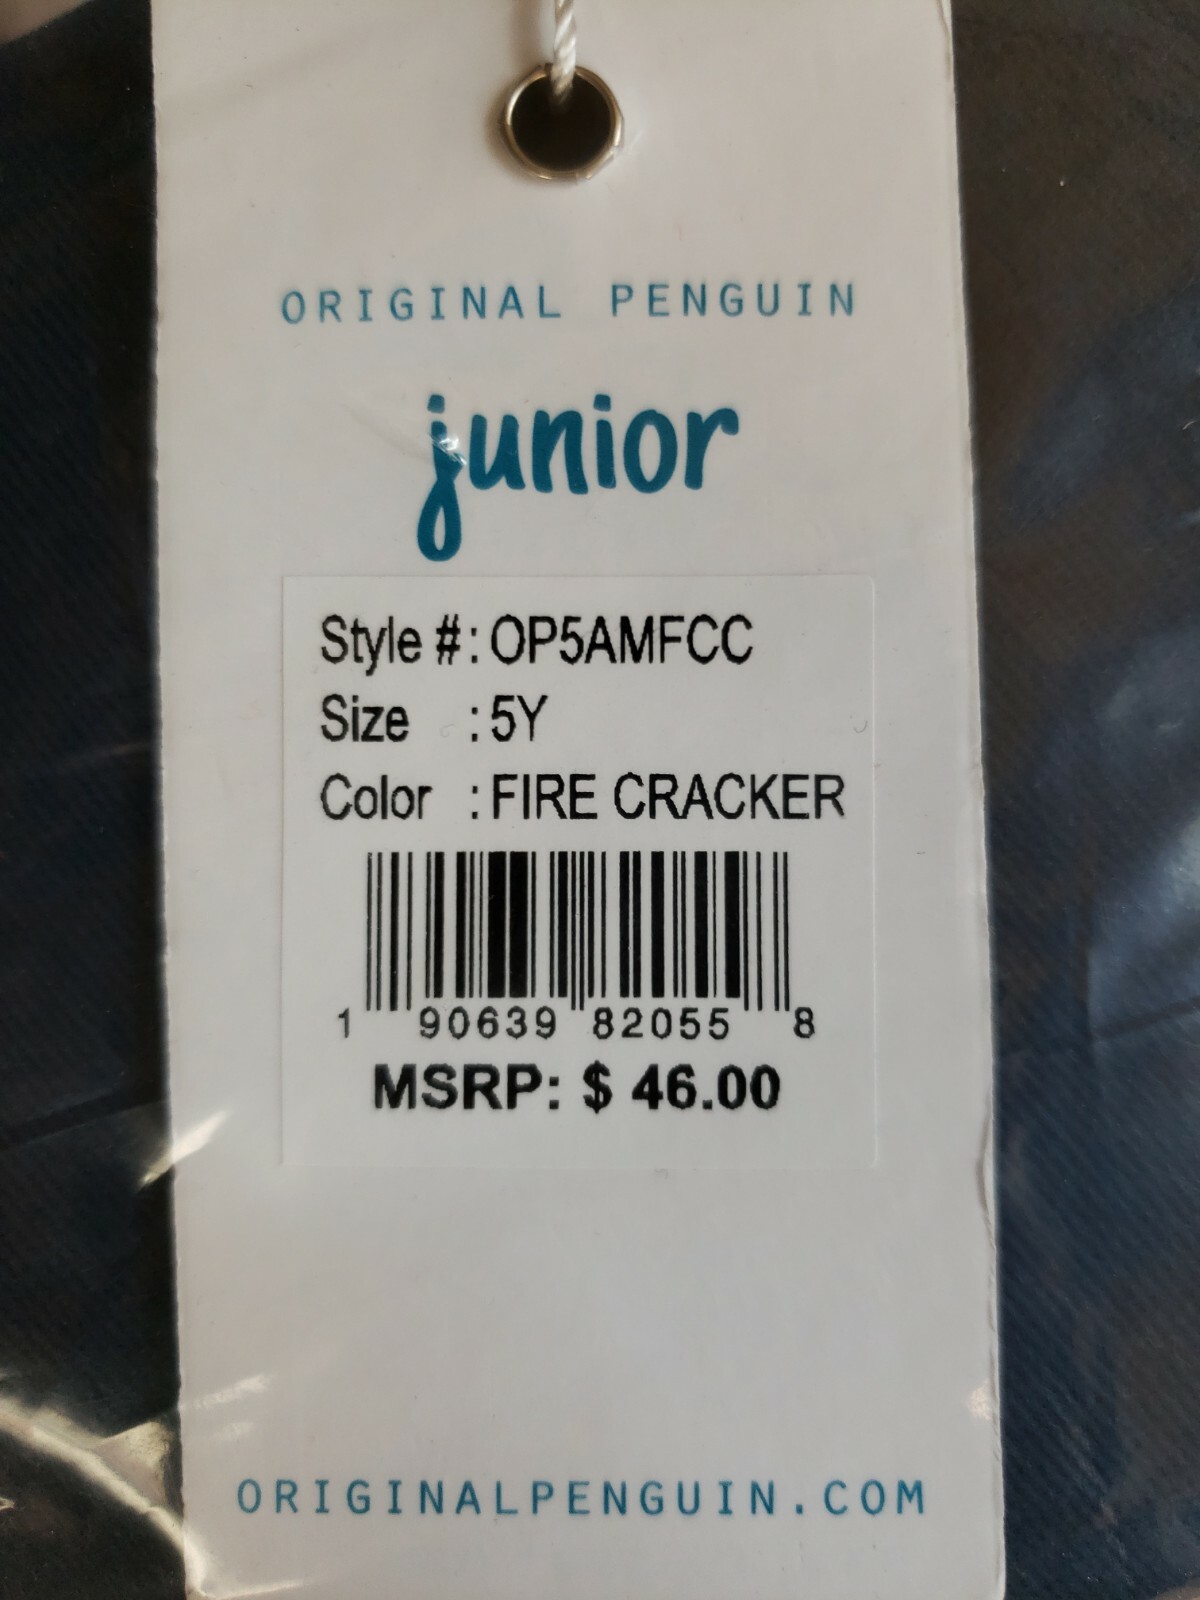 ORIGINAL PENGUIN
junior
Style #: OP5AMFCC
Size : 5Y
Color : FIRE CRACKER
1 90639 82055 8
MSRP: $ 46.00
ORIGINALPENGUIN.COM